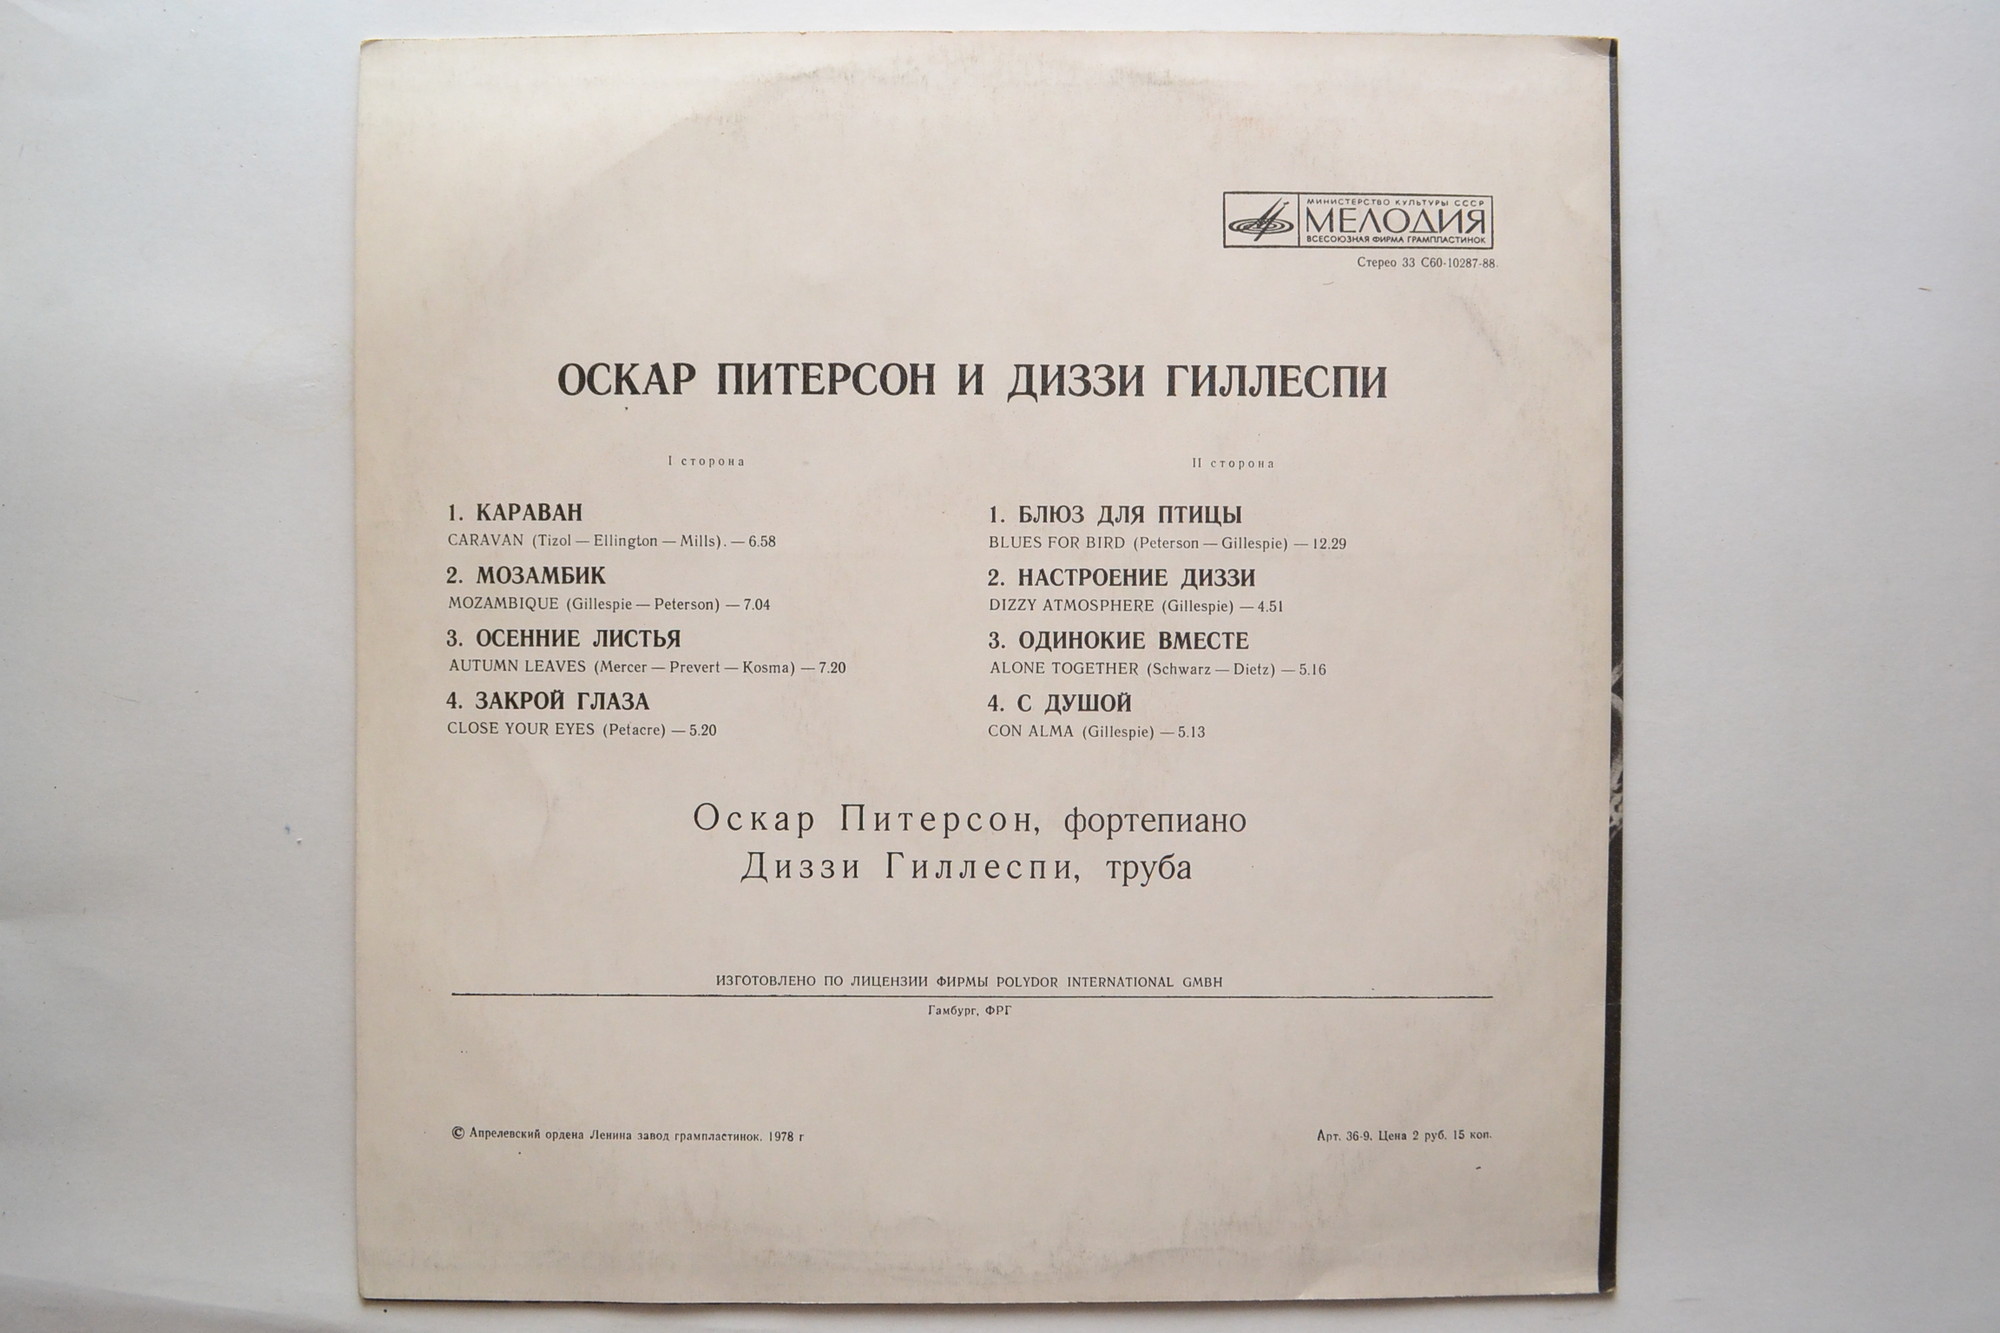 МИНИСТЕРСТВО КУЛЬТУРЫ СССР
МЕЛОДИЯ
ВСЕСОЮЗНАЯ ФИРМА ГРАМПЛАСТИНОК
Стерео 33 С60-10287-88.
ОСКАР ПИТЕРСОН И ДИЗЗИ ГИЛЛЕСПИ
I сторона
1. КАРАВАН
CARAVAN (Tizol — Ellington — Mills). — 6.58
2. МОЗАМБИК
MOZAMBIQUE (Gillespie — Peterson) — 7.04
3. ОСЕННИЕ ЛИСТЬЯ
AUTUMN LEAVES (Mercer — Prevert — Kosma) — 7.20
4. ЗАКРОЙ ГЛАЗА
CLOSE YOUR EYES (Petacre) — 5.20
II сторона
1. БЛЮЗ ДЛЯ ПТИЦЫ
BLUES FOR BIRD (Peterson — Gillespie) — 12.29
2. НАСТРОЕНИЕ ДИЗЗИ
DIZZY ATMOSPHERE (Gillespie) — 4.51
3. ОДИНОКИЕ ВМЕСТЕ
ALONE TOGETHER (Schwarz — Dietz) — 5.16
4. С ДУШОЙ
CON ALMA (Gillespie) — 5.13
Оскар Питерсон, фортепиано
Диззи Гиллеспи, труба
ИЗГОТОВЛЕНО ПО ЛИЦЕНЗИИ ФИРМЫ POLYDOR INTERNATIONAL GMBH
Гамбург, ФРГ
© Апрелевский ордена Ленина завод грампластинок. 1978 г
Арт. 36-9. Цена 2 руб. 15 коп.